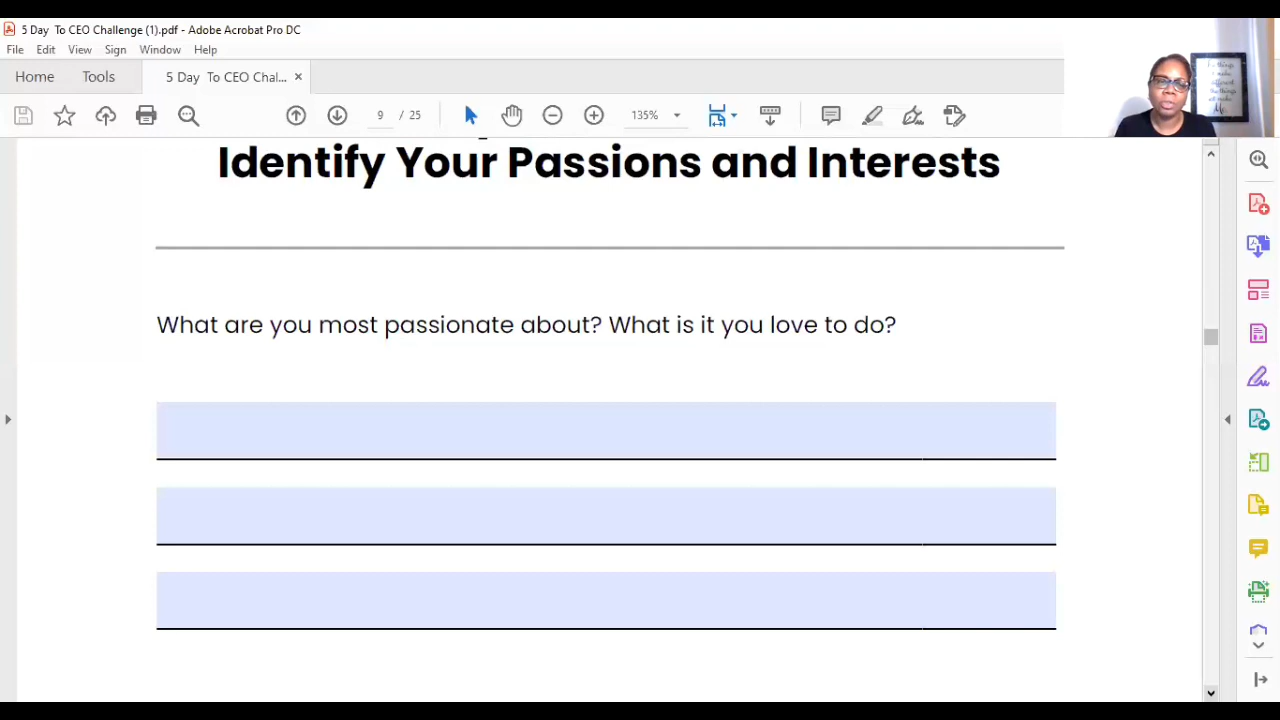 5 Day  To CEO Challenge (1).pdf - Adobe Acrobat Pro DC
File Edit View Sign Window Help
Home Tools 5 Day  To CEO Chal... ×
9 / 25 135%
Identify Your Passions and Interests
What are you most passionate about? What is it you love to do?